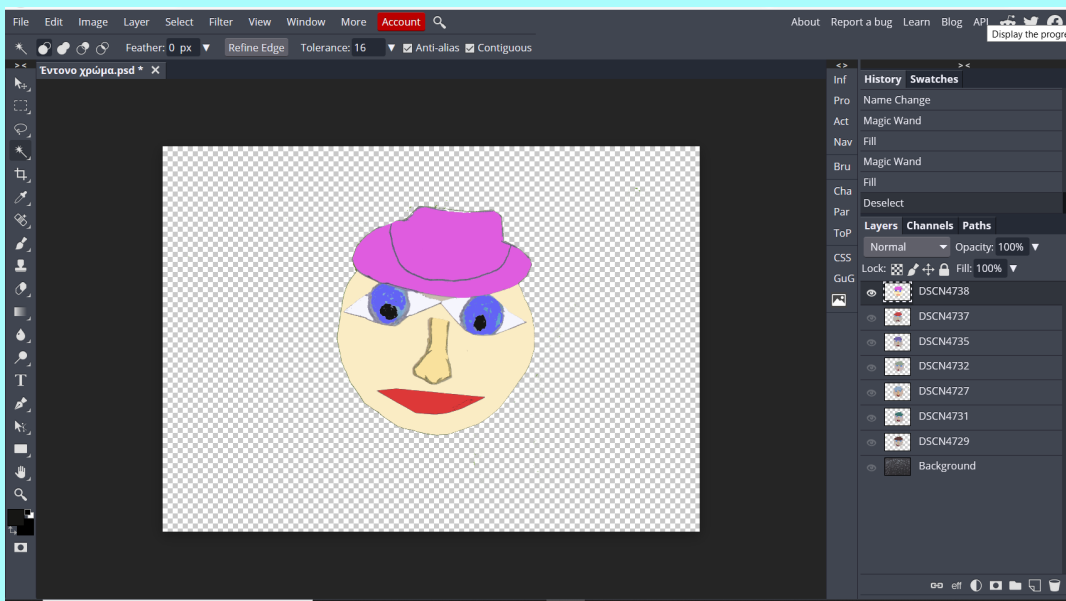 File Edit Image Layer Select Filter View Window More Account
About Report a bug Learn Blog API
Display the progre
Feather: 0 px Refine Edge Tolerance: 16 Anti-alias Contiguous
Έντονο χρώμα.psd *
Inf
Pro
Act
Nav
Bru
Cha
Par
ToP
CSS
GuG
History Swatches
Name Change
Magic Wand
Fill
Magic Wand
Fill
Deselect
Layers Channels Paths
Normal Opacity: 100%
Lock: Fill: 100%
DSCN4738
DSCN4737
DSCN4735
DSCN4732
DSCN4727
DSCN4731
DSCN4729
Background
eff